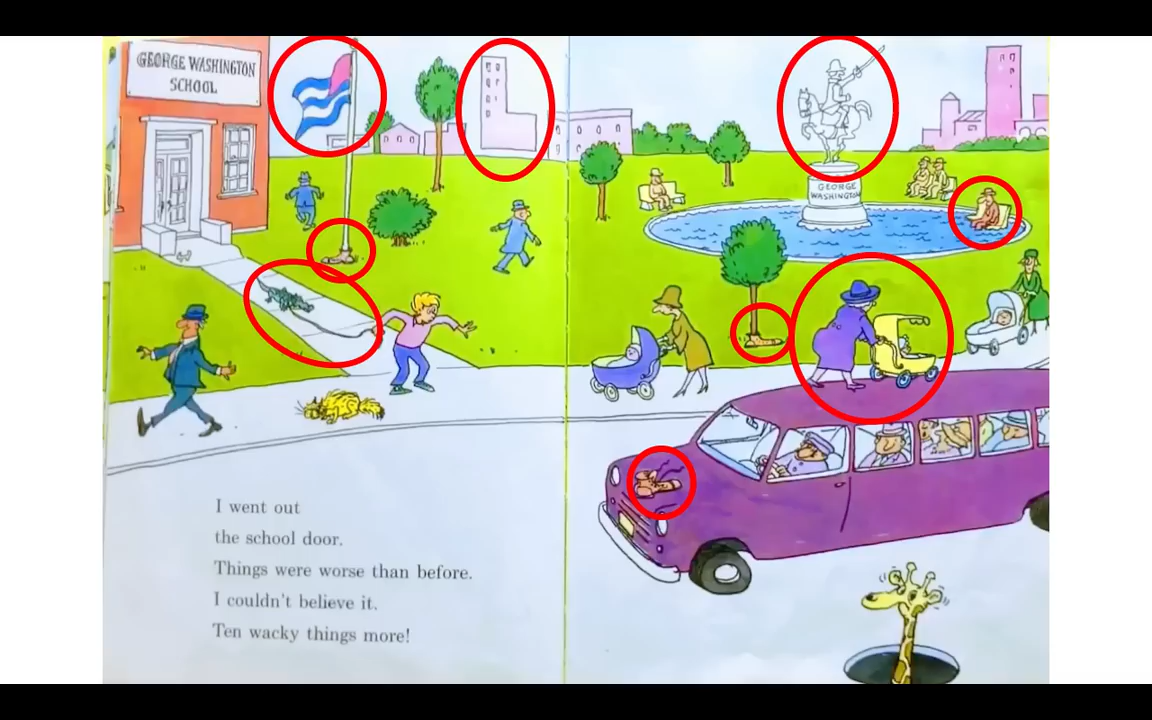 GEORGE WASHINGTON
SCHOOL
GEORGE
WASHINGTON
I went out
the school door.
Things were worse than before.
I couldn't believe it.
Ten wacky things more!